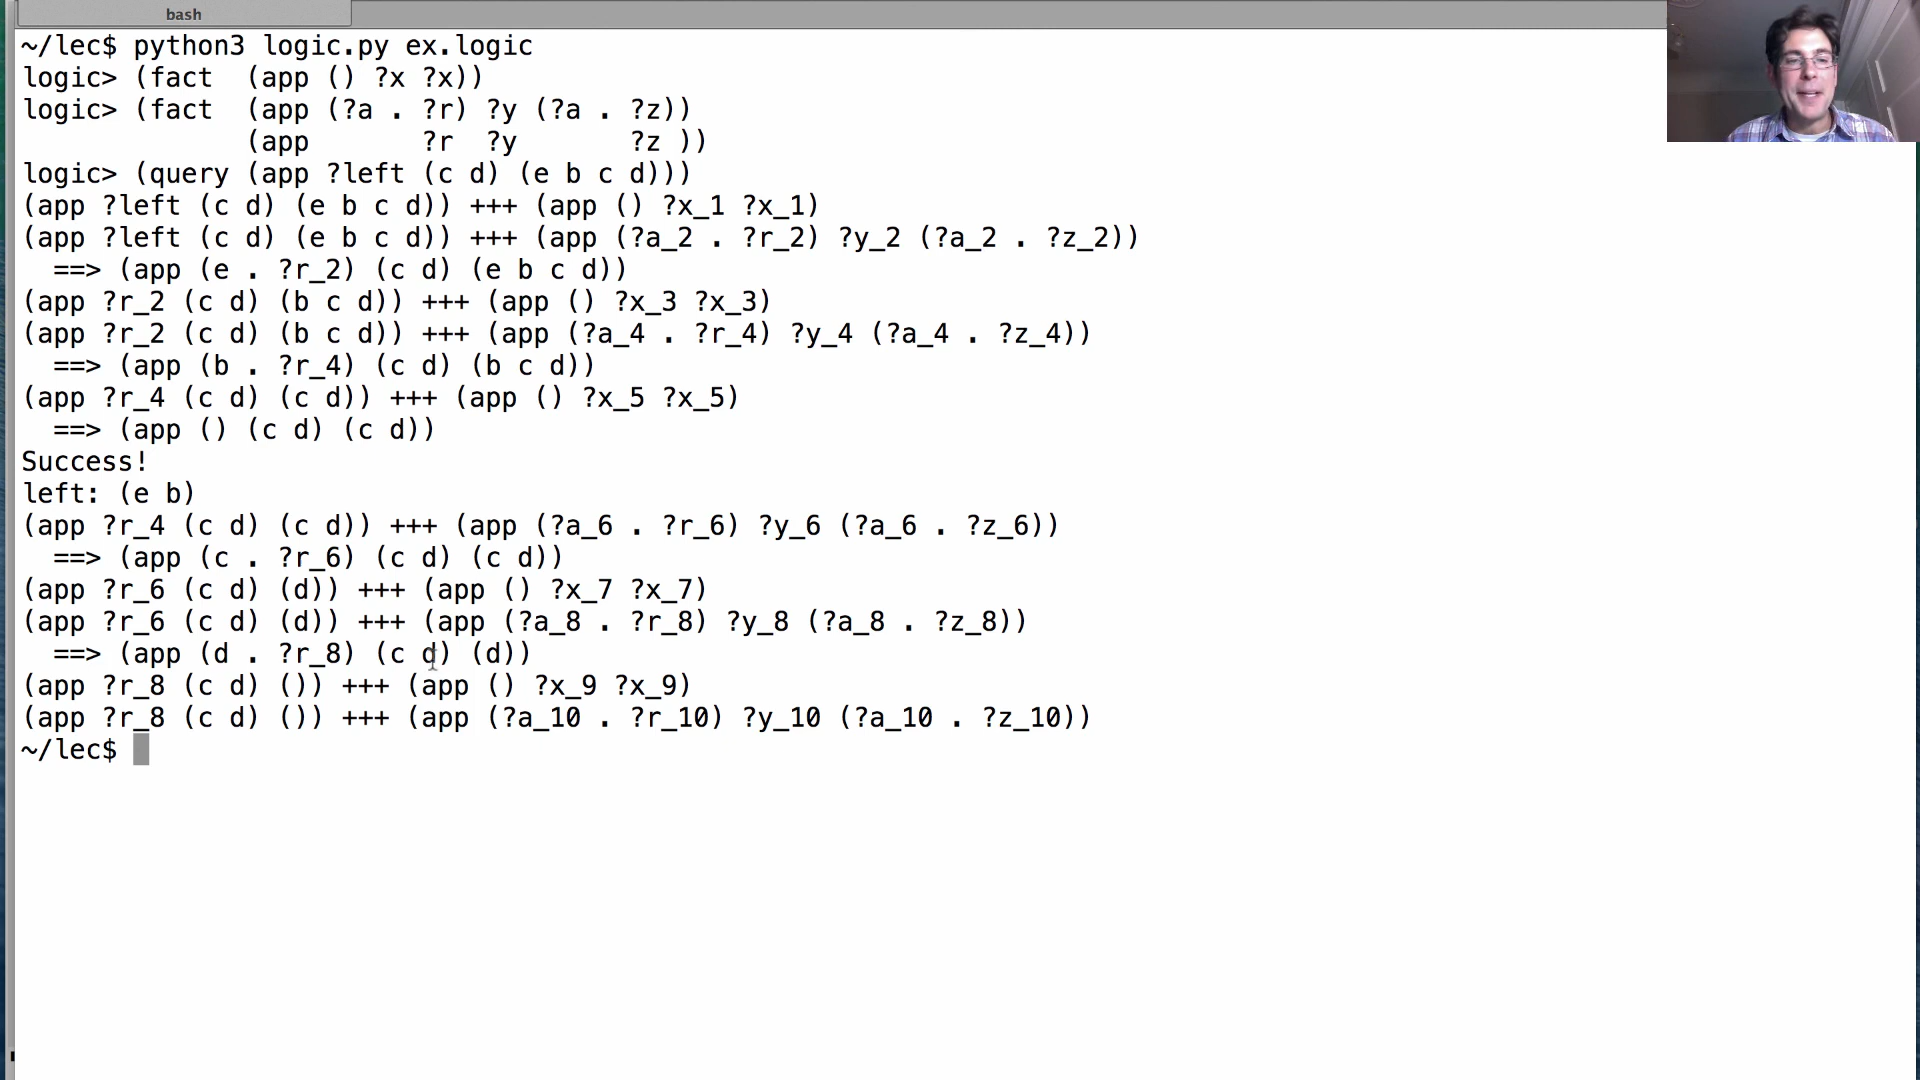 bash
~/lec$ python3 logic.py ex.logic
logic> (fact  (app () ?x ?x))
logic> (fact  (app (?a . ?r) ?y (?a . ?z))
              (app       ?r  ?y       ?z ))
logic> (query (app ?left (c d) (e b c d)))
(app ?left (c d) (e b c d)) +++ (app () ?x_1 ?x_1)
(app ?left (c d) (e b c d)) +++ (app (?a_2 . ?r_2) ?y_2 (?a_2 . ?z_2))
  ==> (app (e . ?r_2) (c d) (e b c d))
(app ?r_2 (c d) (b c d)) +++ (app () ?x_3 ?x_3)
(app ?r_2 (c d) (b c d)) +++ (app (?a_4 . ?r_4) ?y_4 (?a_4 . ?z_4))
  ==> (app (b . ?r_4) (c d) (b c d))
(app ?r_4 (c d) (c d)) +++ (app () ?x_5 ?x_5)
  ==> (app () (c d) (c d))
Success!
left: (e b)
(app ?r_4 (c d) (c d)) +++ (app (?a_6 . ?r_6) ?y_6 (?a_6 . ?z_6))
  ==> (app (c . ?r_6) (c d) (c d))
(app ?r_6 (c d) (d)) +++ (app () ?x_7 ?x_7)
(app ?r_6 (c d) (d)) +++ (app (?a_8 . ?r_8) ?y_8 (?a_8 . ?z_8))
  ==> (app (d . ?r_8) (c d) (d))
(app ?r_8 (c d) ()) +++ (app () ?x_9 ?x_9)
(app ?r_8 (c d) ()) +++ (app (?a_10 . ?r_10) ?y_10 (?a_10 . ?z_10))
~/lec$